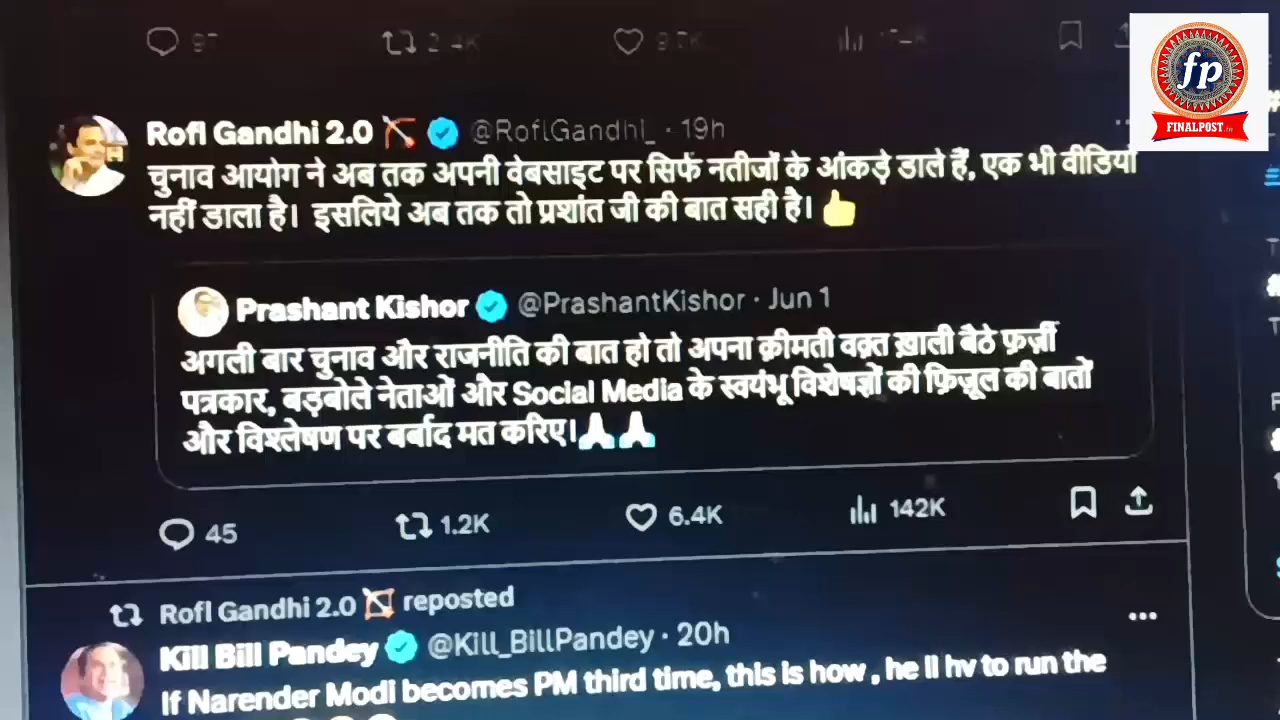 Rofl Gandhi 2.0 @RoflGandhi_ · 19h
चुनाव आयोग ने अब तक अपनी वेबसाइट पर सिर्फ नतीजों के आंकड़े डाले हैं, एक भी वीडियो
नहीं डाला है। इसलिये अब तक तो प्रशांत जी की बात सही है। 👍
Prashant Kishor @PrashantKishor · Jun 1
अगली बार चुनाव और राजनीति की बात हो तो अपना क़ीमती वक़्त ख़ाली बैठे फ़र्ज़ी
पत्रकार, बड़बोले नेताओं और Social Media के स्वयंभू विशेषज्ञों की फ़िज़ूल की बातों
और विश्लेषण पर बर्बाद मत करिए।🙏🙏
45 1.2K 6.4K 142K
Rofl Gandhi 2.0 reposted
Kill Bill Pandey @Kill_BillPandey · 20h
If Narender Modi becomes PM third time, this is how , he ll hv to run the
fp
FINALPOST.in